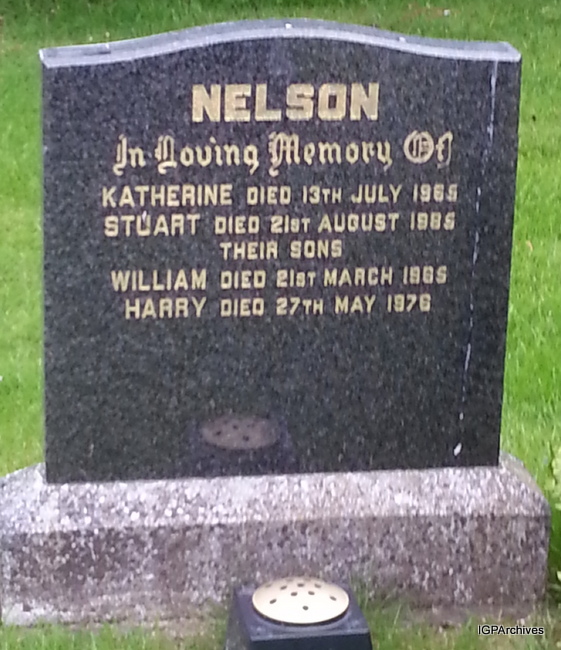 NELSON
In Loving Memory Of
KATHERINE DIED 13TH JULY 1965
STUART DIED 21ST AUGUST 1985
THEIR SONS
WILLIAM DIED 21ST MARCH 1985
HARRY DIED 27TH MAY 1976
IGPArchives